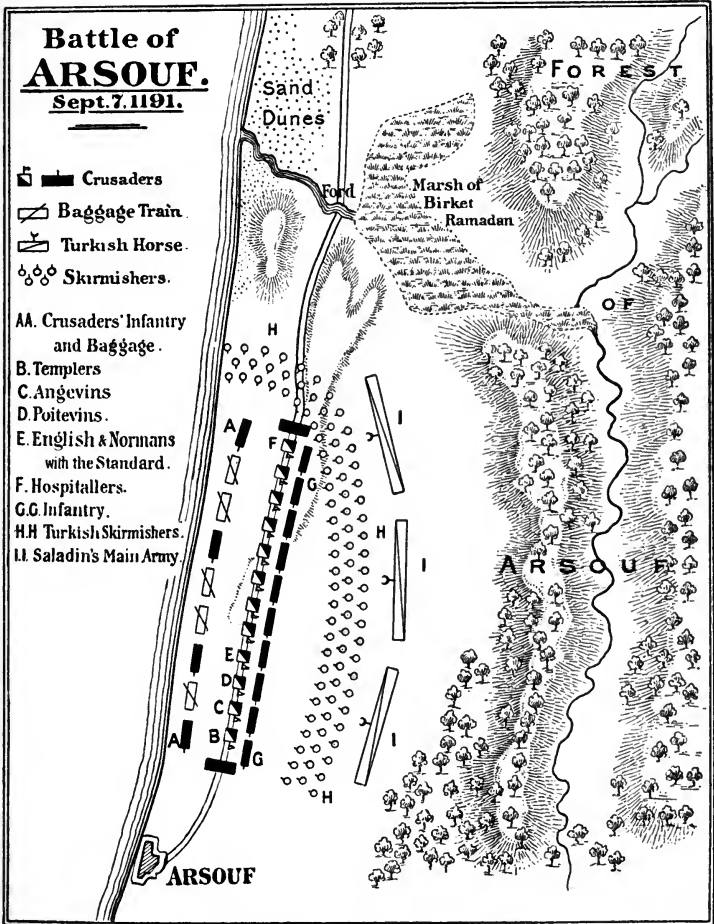 Battle of
ARSOUF.
Sept. 7. 1191.
Crusaders
Baggage Train.
Turkish Horse.
Skirmishers.
AA. Crusaders' Infantry
and Baggage.
B. Templers
C. Angevins
D. Poitevins.
E. English & Normans
with the Standard.
F. Hospitallers.
G.G. Infantry.
H.H Turkish Skirmishers.
I.I. Saladin's Main Army.
Sand
Dunes
FOREST
Ford
Marsh of
Birket
Ramadan
OF
H
A
F
I
G
H
I
ARSOUF
E
D
C
B
A
G
I
H
ARSOUF